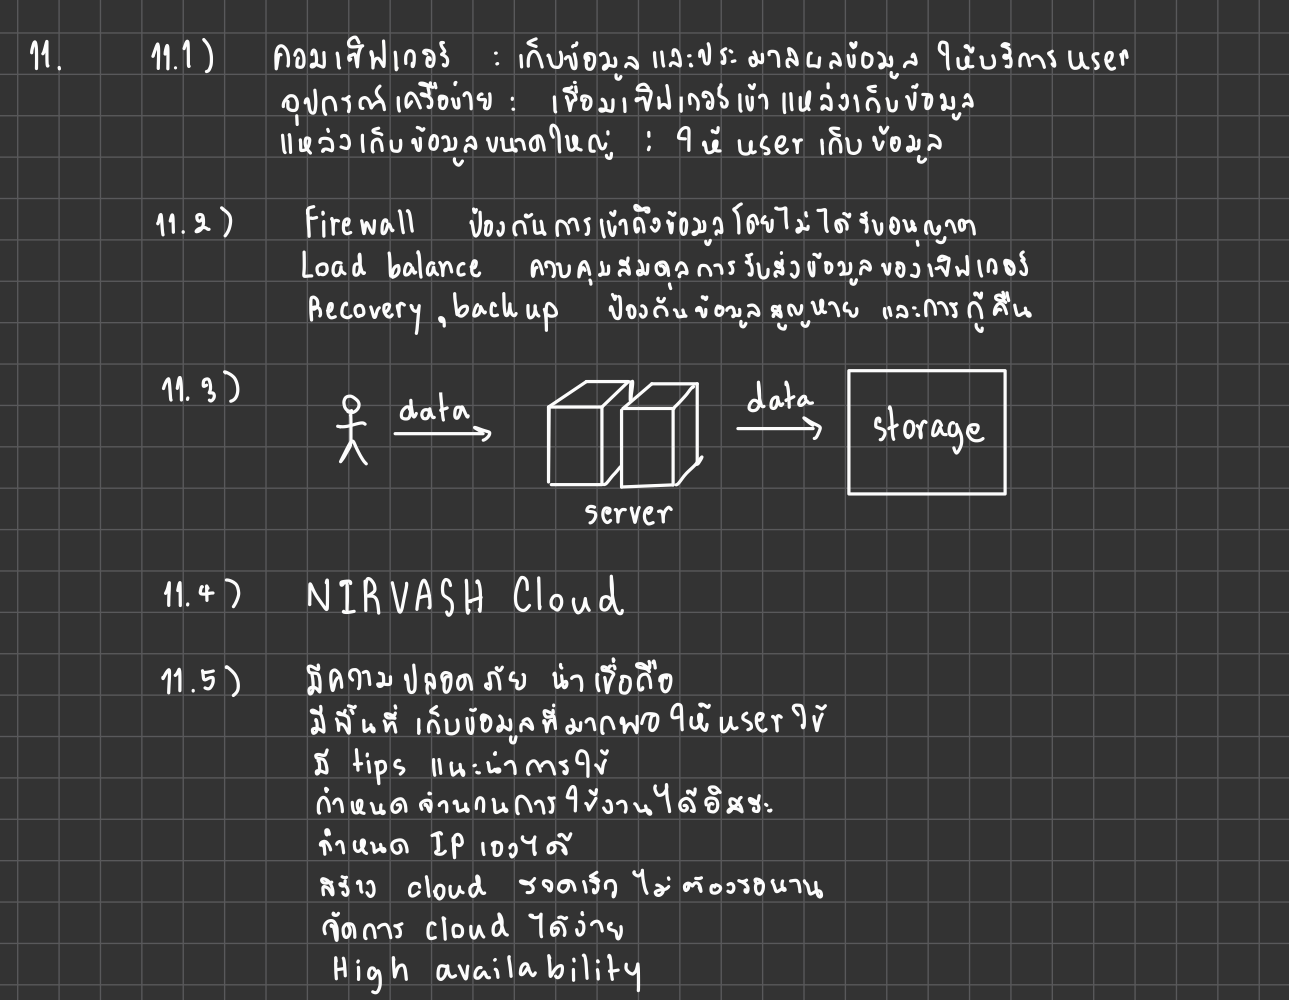 11. 11.1) คอมเซิฟเวอร์ : เก็บข้อมูล และประมาลผลข้อมูล ให้บริการ user
อุปกรณ์เครือข่าย : เชื่อมเซิฟเวอร์เข้าแหล่งเก็บข้อมูล
แหล่งเก็บข้อมูลขนาดใหญ่ : ให้ user เก็บข้อมูล
11.2) Firewall ป้องกันการเข้าถึงข้อมูลโดยไม่ได้รับอนุญาต
Load balance ควบคุมสมดุลการรับส่งข้อมูลของเซิฟเวอร์
Recovery, backup ป้องกันข้อมูลสูญหาย และการกู้คืน
11.3) data data storage
server
11.4) NIRVASH Cloud
11.5) มีความปลอดภัย น่าเชื่อถือ
มีพื้นที่เก็บข้อมูลที่มากพอให้ user ใช้
มี tips แนะนำการใช้
กำหนดจำนวนการใช้งานได้อิสระ
กำหนด IP เองได้
สร้าง cloud รวดเร็ว ไม่ต้องรอนาน
จัดการ cloud ได้ง่าย
High availability